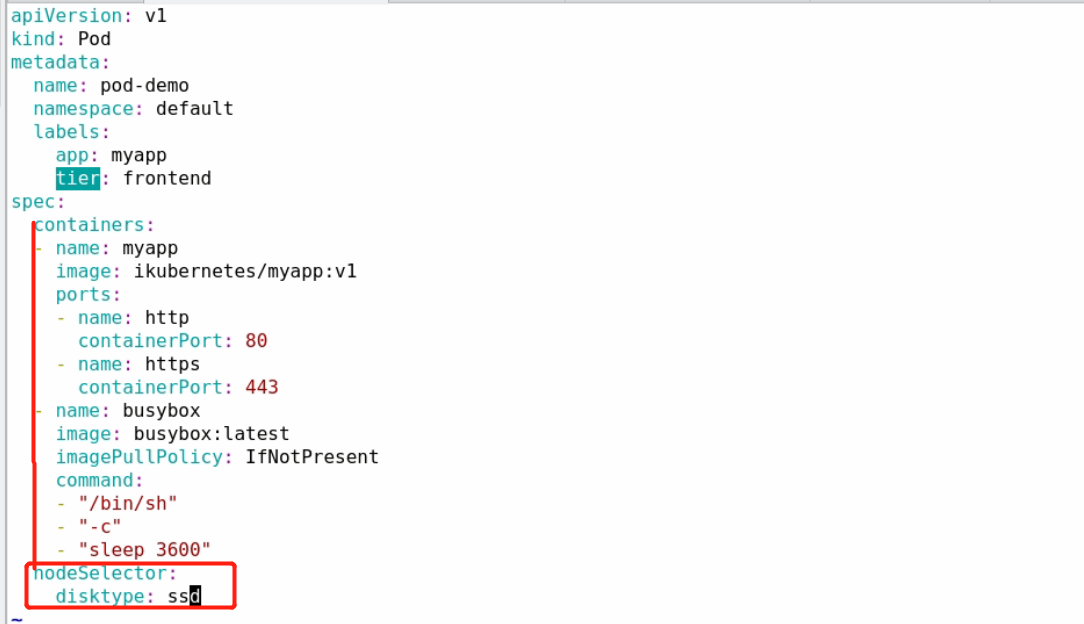 apiVersion: v1
kind: Pod
metadata:
  name: pod-demo
  namespace: default
  labels:
    app: myapp
    tier: frontend
spec:
  containers:
  - name: myapp
    image: ikubernetes/myapp:v1
    ports:
    - name: http
      containerPort: 80
    - name: https
      containerPort: 443
  - name: busybox
    image: busybox:latest
    imagePullPolicy: IfNotPresent
    command:
    - "/bin/sh"
    - "-c"
    - "sleep 3600"
  nodeSelector:
    disktype: ssd
~